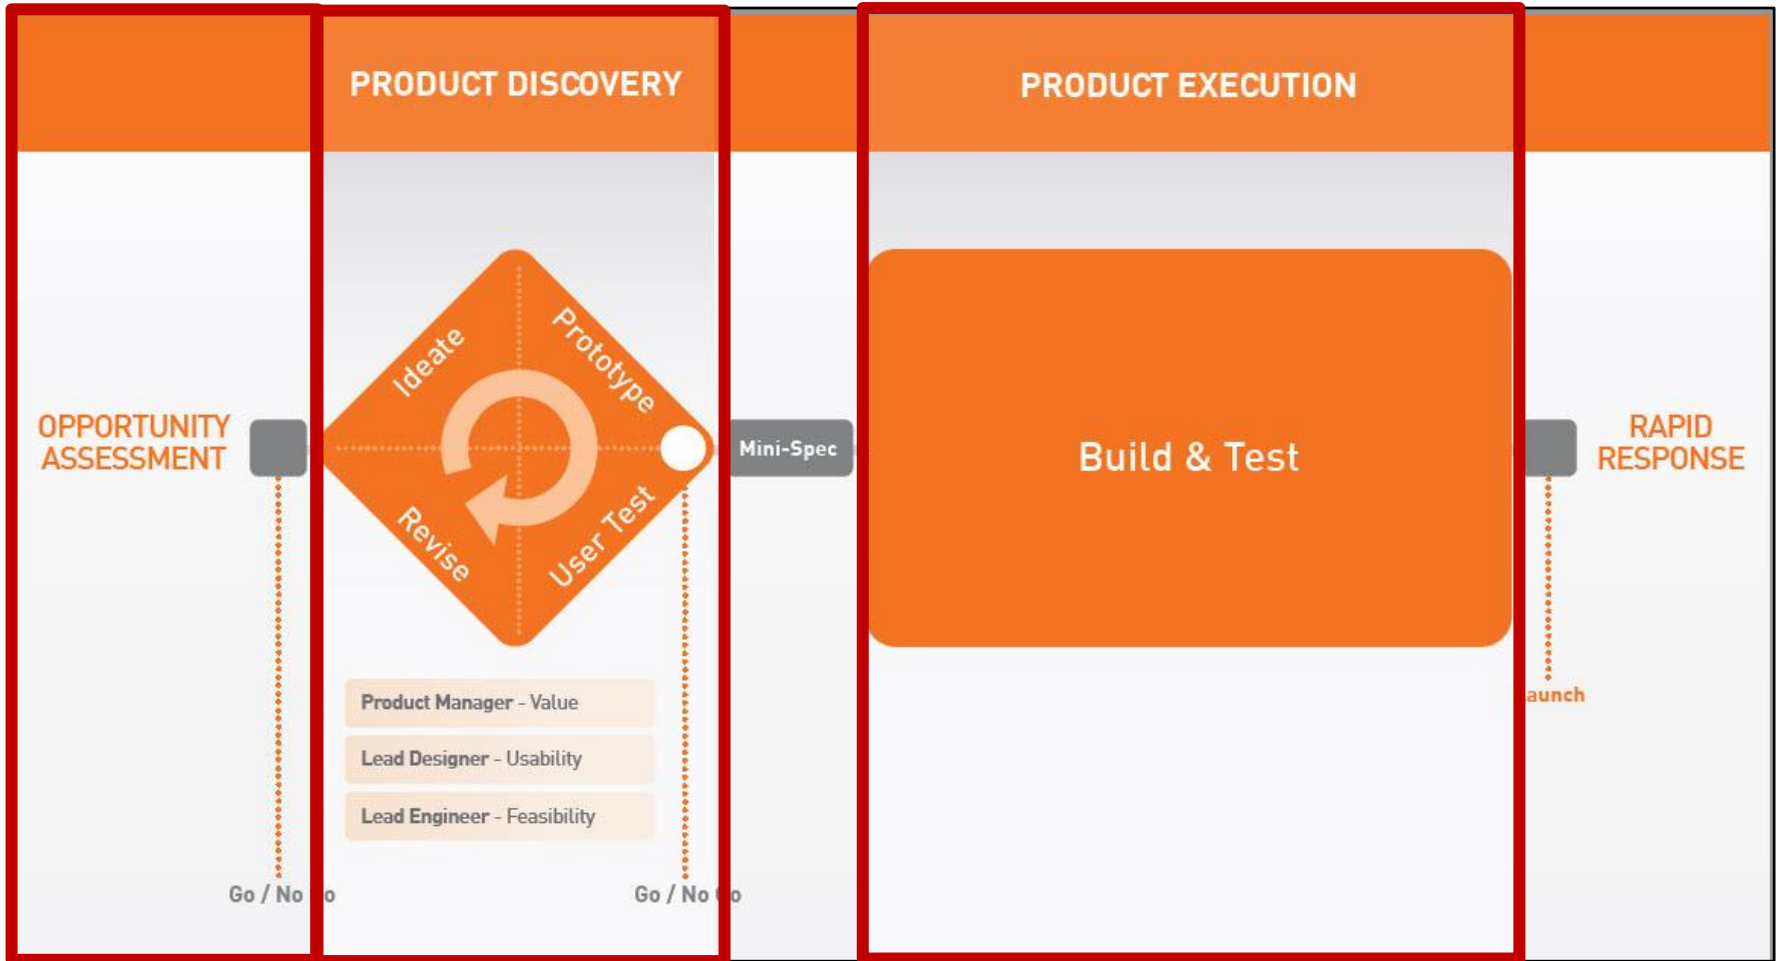 PRODUCT DISCOVERY
PRODUCT EXECUTION
OPPORTUNITY
ASSESSMENT
Ideate
Prototype
Revise
User Test
Mini-Spec
Build & Test
RAPID
RESPONSE
Product Manager - Value
Lead Designer - Usability
Lead Engineer - Feasibility
aunch
Go / No o
Go / No o